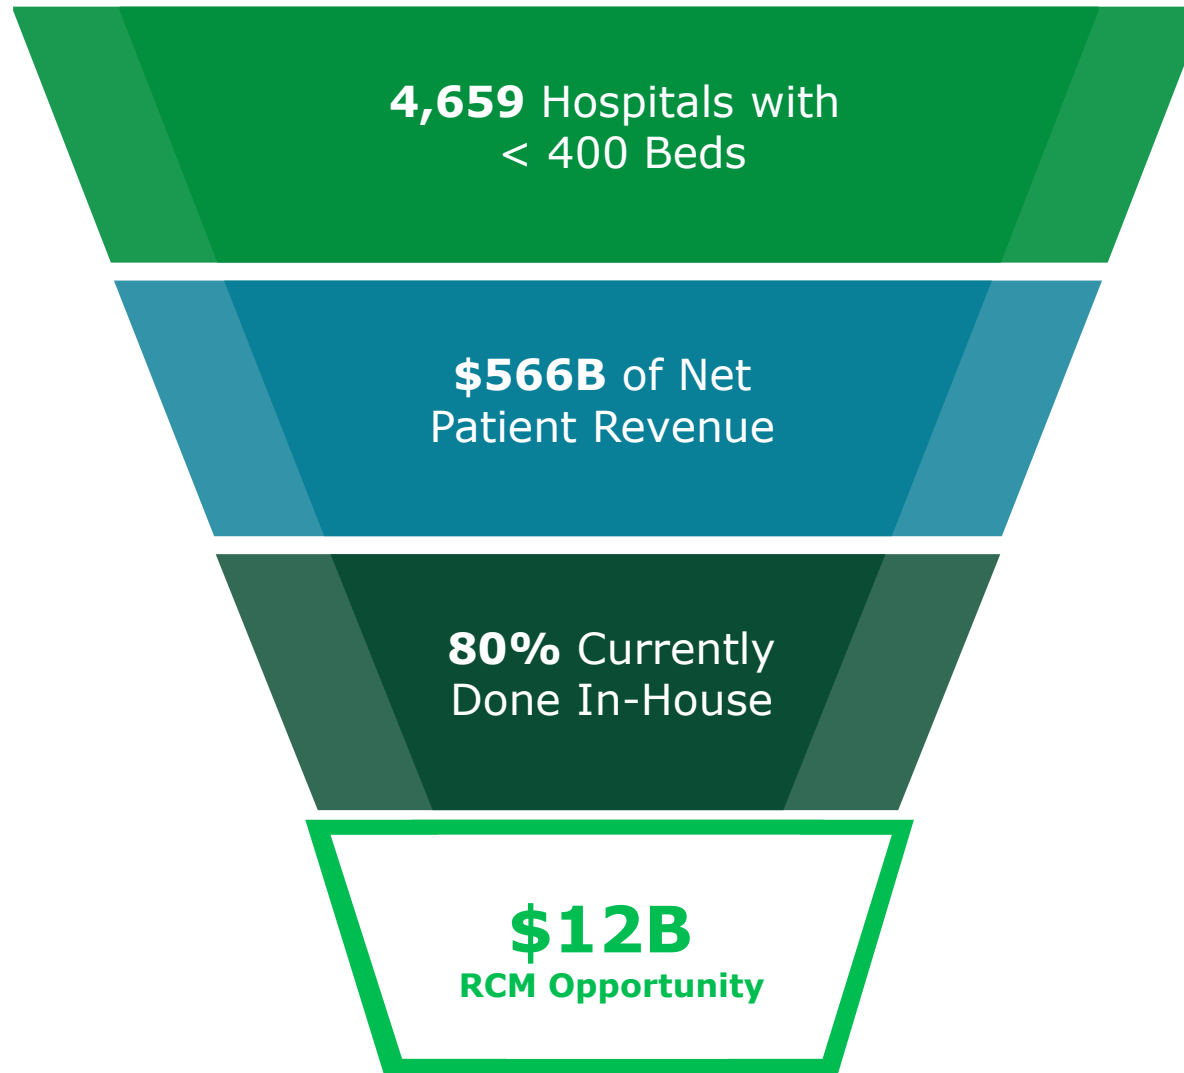 4,659 Hospitals with
< 400 Beds
$566B of Net
Patient Revenue
80% Currently
Done In-House
$12B
RCM Opportunity